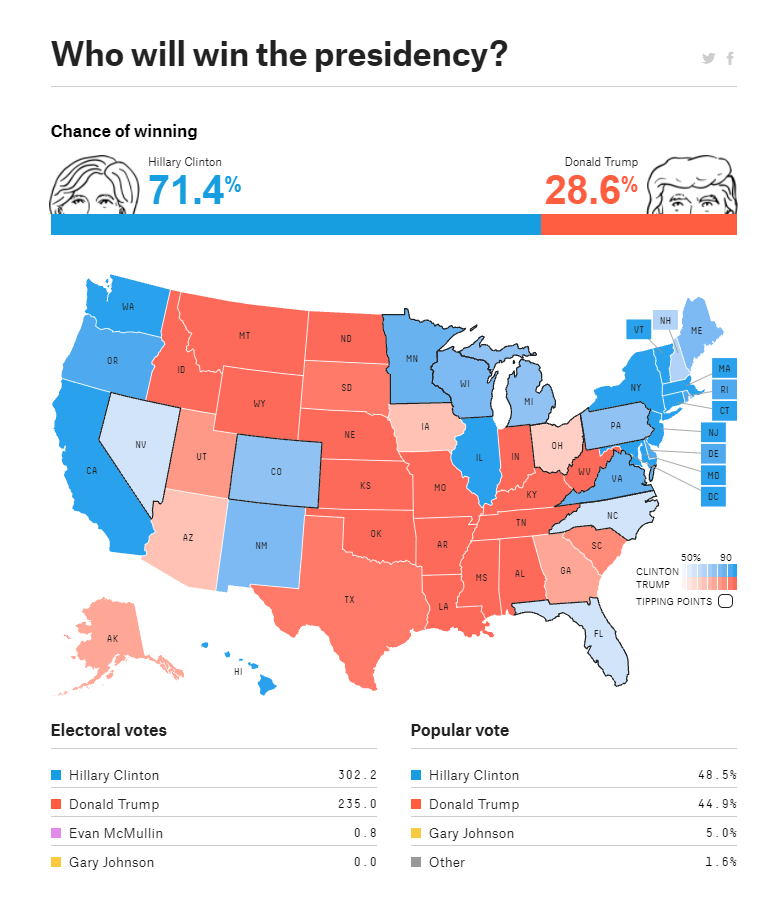 Who will win the presidency?
Chance of winning
Hillary Clinton
71.4%
Donald Trump
28.6%
WA
OR
CA
NV
ID
MT
WY
UT
AZ
CO
NM
ND
SD
NE
KS
OK
TX
MN
IA
MO
AR
LA
WI
IL
MI
IN
OH
KY
TN
MS
AL
GA
FL
SC
NC
VA
WV
PA
NY
VT
NH
ME
MA
RI
CT
NJ
DE
MD
DC
AK
HI
50% 90
CLINTON
TRUMP
TIPPING POINTS
Electoral votes
Hillary Clinton 302.2
Donald Trump 235.0
Evan McMullin 0.8
Gary Johnson 0.0
Popular vote
Hillary Clinton 48.5%
Donald Trump 44.9%
Gary Johnson 5.0%
Other 1.6%